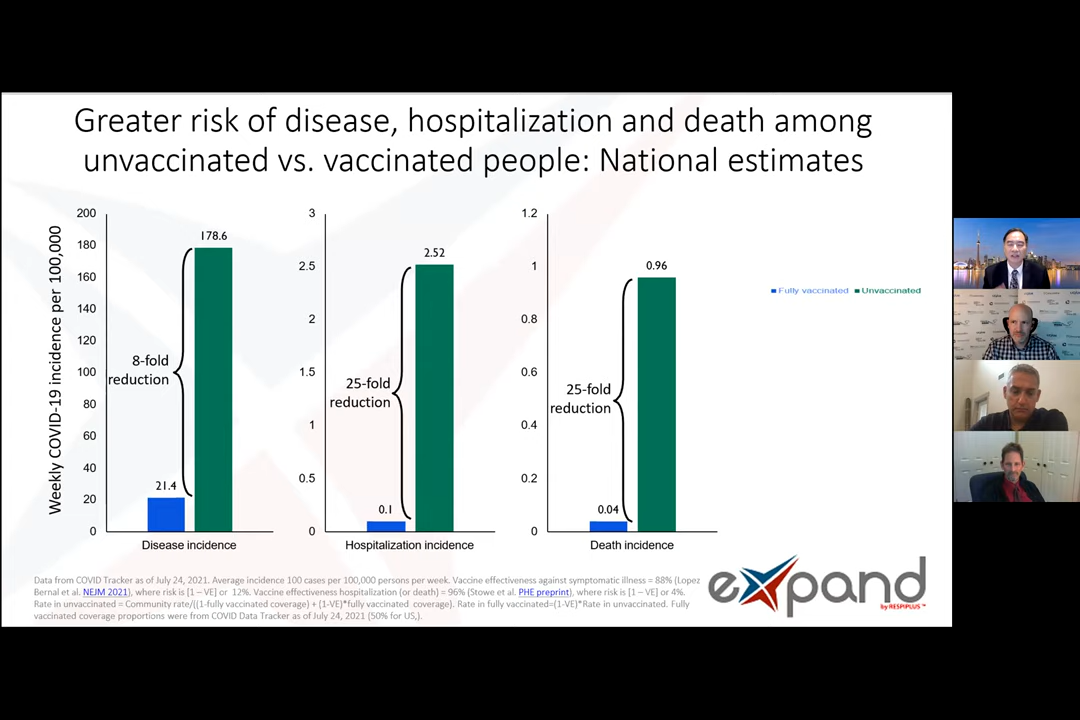 Greater risk of disease, hospitalization and death among
unvaccinated vs. vaccinated people: National estimates
Weekly COVID-19 incidence per 100,000
200
180
160
140
120
100
80
60
40
20
0
178.6
21.4
8-fold
reduction
Disease incidence
3
2.5
2
1.5
1
0.5
0
2.52
0.1
25-fold
reduction
Hospitalization incidence
1.2
1
0.8
0.6
0.4
0.2
0
0.96
0.04
25-fold
reduction
Death incidence
Fully vaccinated Unvaccinated
Data from COVID Tracker as of July 24, 2021. Average incidence 100 cases per 100,000 persons per week. Vaccine effectiveness against symptomatic illness = 88% (Lopez
Bernal et al. NEJM 2021), where risk is [1 – VE] or 12%. Vaccine effectiveness hospitalization (or death) = 96% (Stowe et al. PHE preprint), where risk is [1 – VE] or 4%.
Rate in unvaccinated = Community rate/((1-fully vaccinated coverage) + (1-VE)*fully vaccinated coverage). Rate in fully vaccinated=(1-VE)*Rate in unvaccinated. Fully
vaccinated coverage proportions were from COVID Data Tracker as of July 24, 2021 (50% for US,).
expand
by RESPIPLUS™